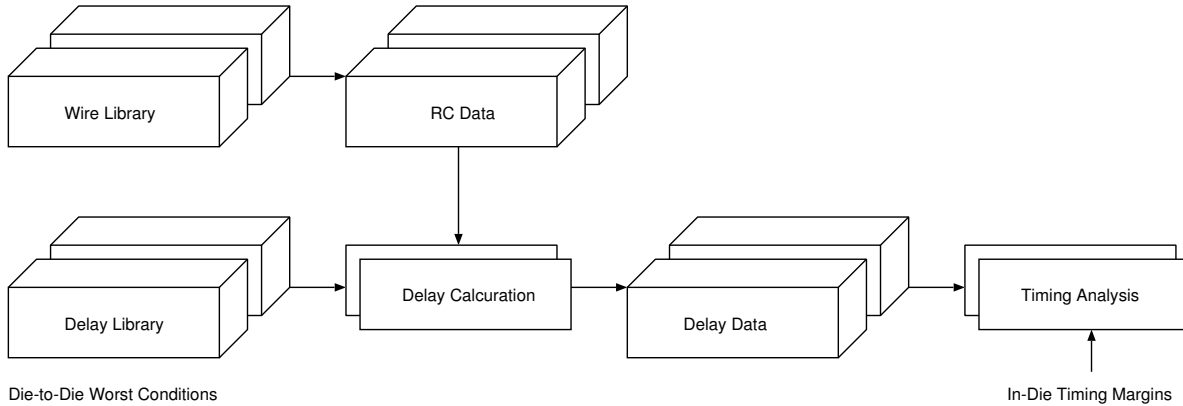 Wire Library
RC Data
Delay Library
Delay Calcuration
Delay Data
Timing Analysis
Die-to-Die Worst Conditions
In-Die Timing Margins